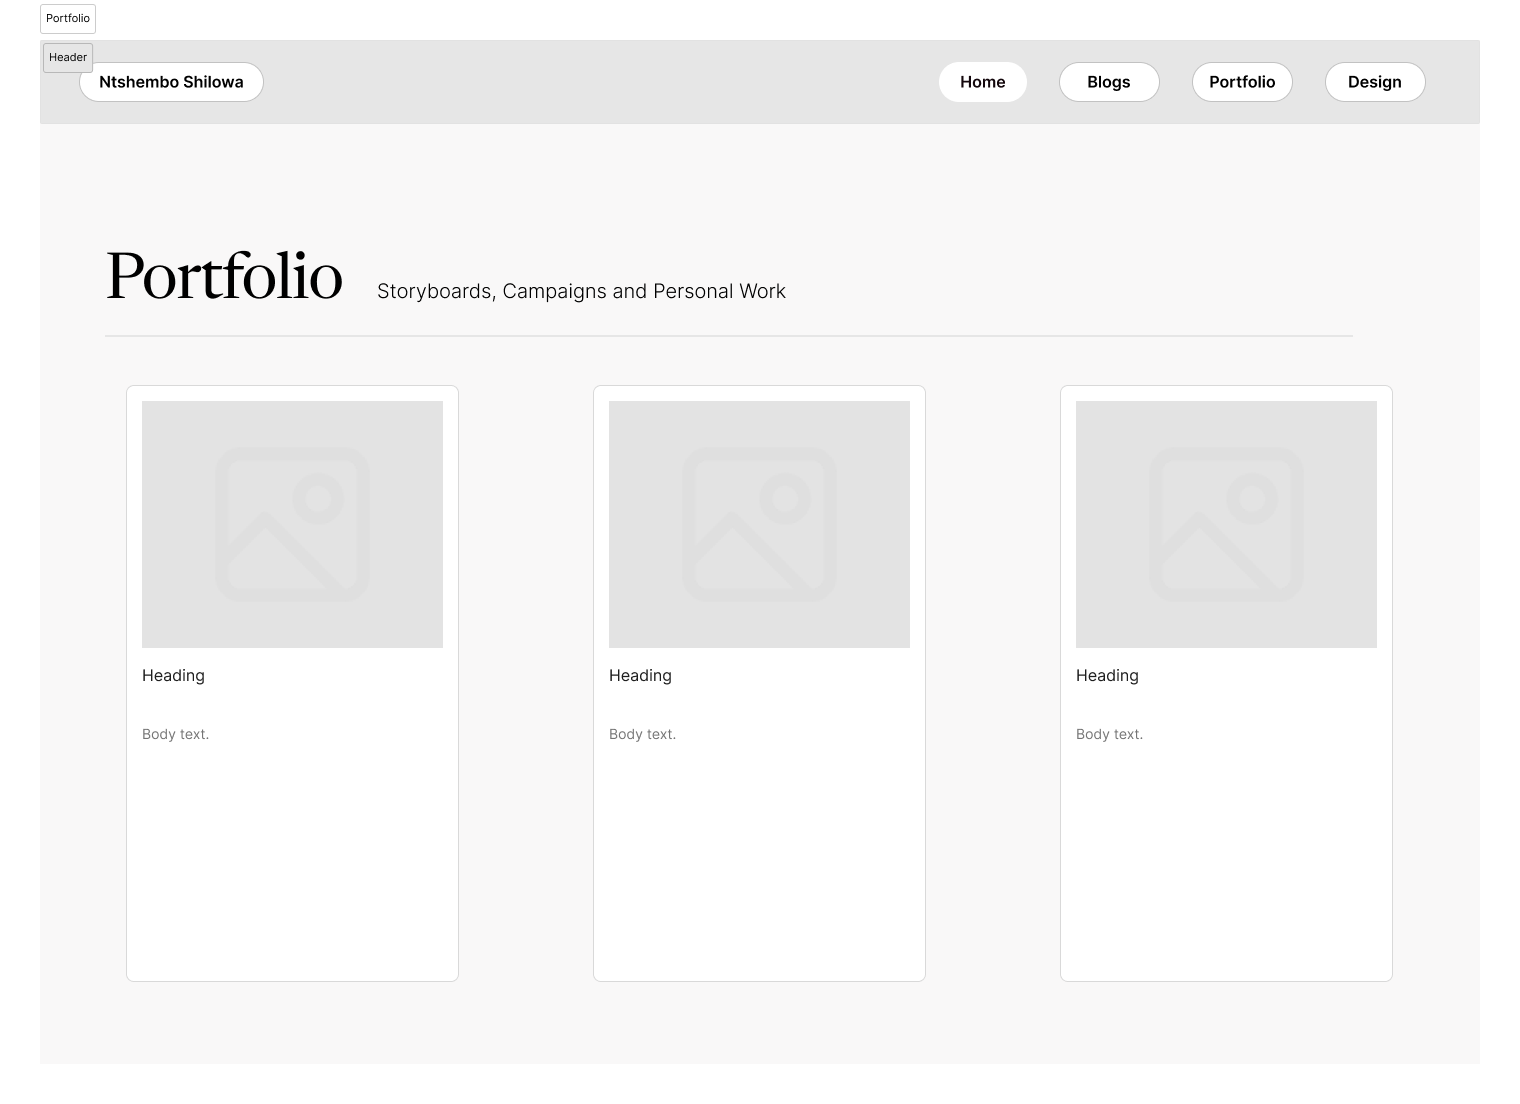 Portfolio
Header
Ntshembo Shilowa
Home
Blogs
Portfolio
Design
Portfolio
Storyboards, Campaigns and Personal Work
Heading
Body text.
Heading
Body text.
Heading
Body text.